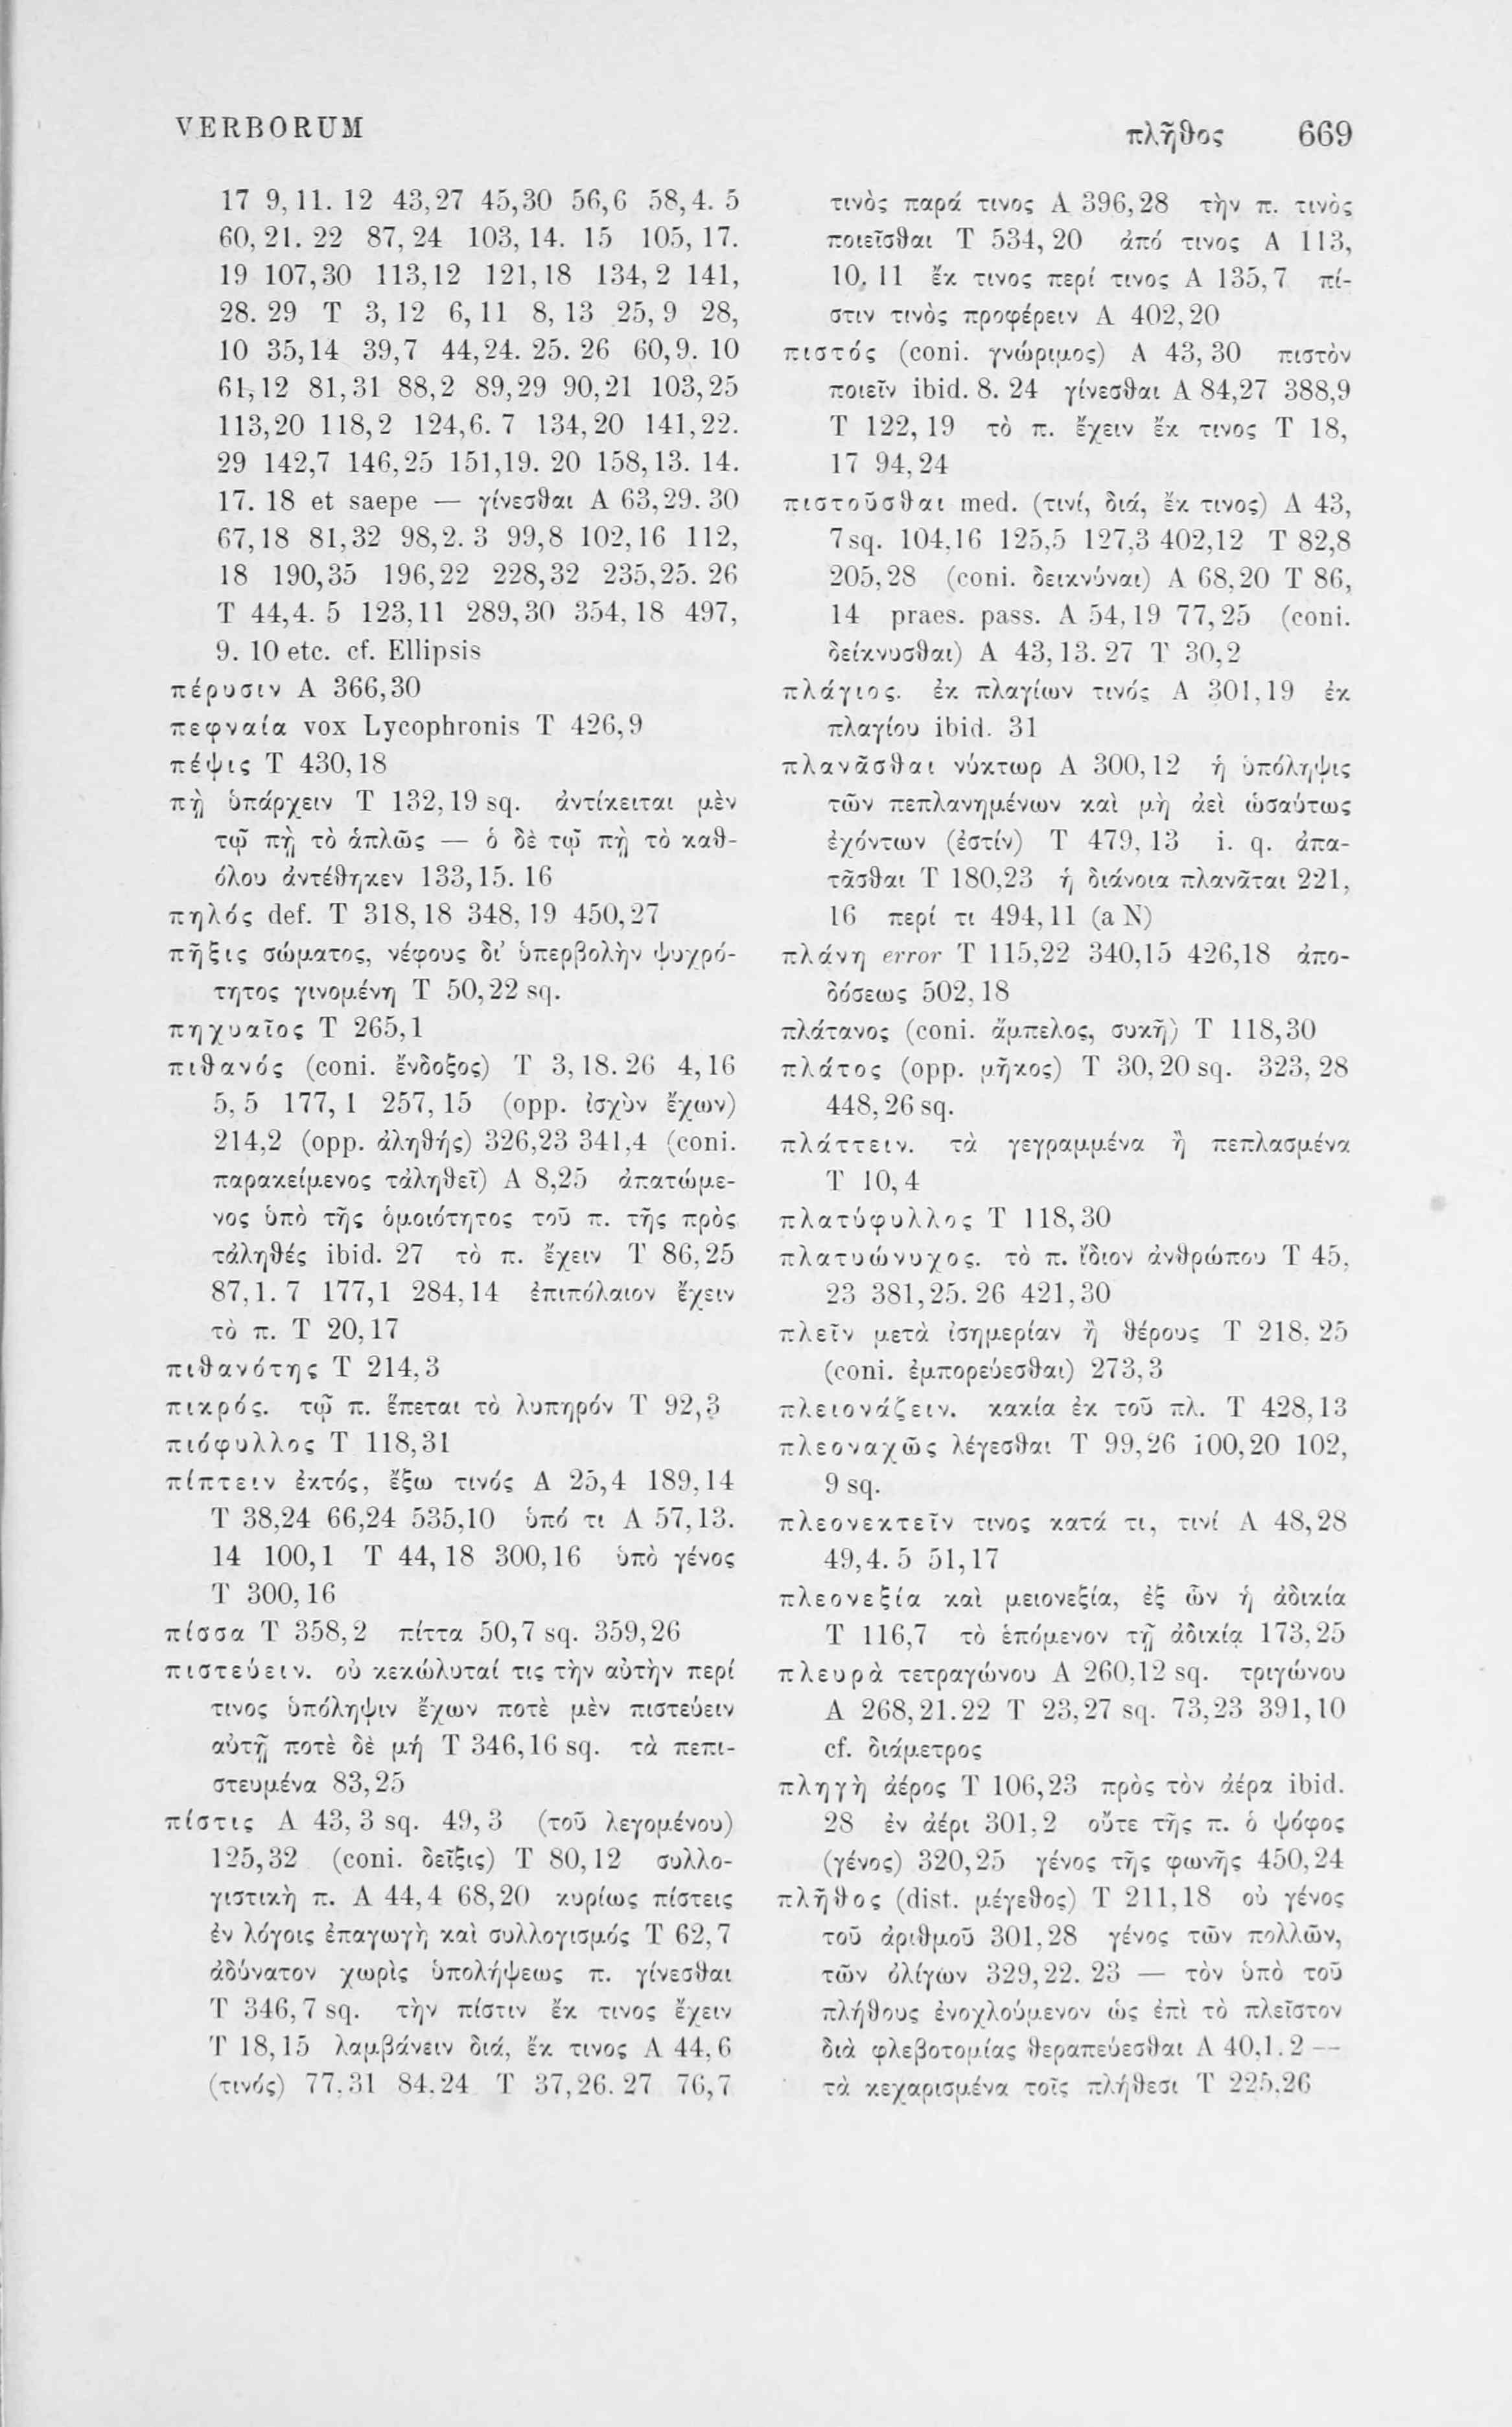 VERBORUM
πλῆθος 669
17 9, 11. 12 43,27 45,30 56,6 58, 4. 5
60, 21. 22 87, 24 103, 14. 15 105, 17.
19 107,30 113,12 121,18 134, 2 141,
28. 29 T 3, 12 6, 11 8, 13 25, 9 28,
10 35,14 39,7 44,24. 25. 26 60,9. 10
61,12 81,31 88,2 89,29 90,21 103,25
113,20 118,2 124,6. 7 134,20 141,22.
29 142,7 146,25 151,19. 20 158,13. 14.
17. 18 et saepe — γίνεσθαι A 63,29. 30
67,18 81,32 98,2. 3 99,8 102,16 112,
18 190,35 196,22 228,32 235,25. 26
T 44,4. 5 123,11 289,30 354,18 497,
9. 10 etc. cf. Ellipsis
πέρυσιν A 366,30
πεφναία vox Lycophronis T 426,9
πέψις T 430,18
πὴ ὑπάρχειν T 132, 19 sq. ἀντίκειται μὲν
τῷ πὴ τὸ ἁπλῶς — ὁ δὲ τῷ πὴ τὸ καθ-
όλου ἀντέθηκεν 133,15. 16
πηλός def. T 318,18 348,19 450,27
πῆξις σώματος, νέφους δι’ ὑπερβολὴν ψυχρό-
τητος γινομένη T 50,22 sq.
πηχυαῖος T 265,1
πιθανός (coni. ἔνδοξος) T 3,18. 26 4,16
5, 5 177, 1 257, 15 (opp. ἰσχὺν ἔχων)
214,2 (opp. ἀληθής) 326,23 341,4 (coni.
παρακείμενος τἀληθεῖ) A 8,25 ἀπατώμε-
νος ὑπὸ τῆς ὁμοιότητος τοῦ π. τῆς πρὸς
τἀληθές ibid. 27 τὸ π. ἔχειν T 86,25
87,1. 7 177,1 284,14 ἐπιπόλαιον ἔχειν
τὸ π. T 20,17
πιθανότης T 214,3
πικρός. τῷ π. ἕπεται τὸ λυπηρόν T 92,3
πιόφυλλος T 118,31
πίπτειν ἐκτός, ἔξω τινός A 25,4 189,14
T 38,24 66,24 535,10 ὑπό τι A 57,13.
14 100,1 T 44, 18 300,16 ὑπὸ γένος
T 300,16
πίσσα T 358,2 πίττα 50,7 sq. 359,26
πιστεύειν. οὐ κεκώλυταί τις τὴν αὐτὴν περί
τινος ὑπόληψιν ἔχων ποτὲ μὲν πιστεύειν
αὐτῇ ποτὲ δὲ μή T 346,16 sq. τὰ πεπι-
στευμένα 83,25
πίστις A 43, 3 sq. 49, 3 (τοῦ λεγομένου)
125,32 (coni. δεῖξις) T 80,12 συλλο-
γιστικὴ π. A 44,4 68,20 κυρίως πίστεις
ἐν λόγοις ἐπαγωγὴ καὶ συλλογισμός T 62,7
ἀδύνατον χωρὶς ὑπολήψεως π. γίνεσθαι
T 346,7 sq. τὴν πίστιν ἔκ τινος ἔχειν
T 18,15 λαμβάνειν διά, ἔκ τινος A 44,6
(τινός) 77,31 84,24 T 37,26. 27 76,7
τινὸς παρά τινος A 396,28 τὴν π. τινὸς
ποιεῖσθαι T 534, 20 ἀπό τινος A 113,
10. 11 ἔκ τινος περί τινος A 135,7 πί-
στιν τινὸς προφέρειν A 402,20
πιστός (coni. γνώριμος) A 43, 30 πιστὸν
ποιεῖν ibid. 8. 24 γίνεσθαι A 84,27 388,9
T 122, 19 τὸ π. ἔχειν ἔκ τινος T 18,
17 94,24
πιστοῦσθαι med. (τινί, διά, ἔκ τινος) A 43,
7 sq. 104,16 125,5 127,3 402,12 T 82,8
205,28 (coni. δεικνύναι) A 68,20 T 86,
14 praes. pass. A 54,19 77,25 (coni.
δείκνυσθαι) A 43,13. 27 T 30,2
πλάγιος. ἐκ πλαγίων τινός A 301,19 ἐκ
πλαγίου ibid. 31
πλανᾶσθαι νύκτωρ A 300,12 ἡ ὑπόληψις
τῶν πεπλανημένων καὶ μὴ ἀεὶ ὡσαύτως
ἐχόντων (ἐστίν) T 479, 13 i. q. ἀπα-
τᾶσθαι T 180,23 ἡ διάνοια πλανᾶται 221,
16 περί τι 494,11 (a N)
πλάνη error T 115,22 340,15 426,18 ἀπο-
δόσεως 502,18
πλάτανος (coni. ἄμπελος, συκῆ) T 118,30
πλάτος (opp. μῆκος) T 30,20 sq. 323, 28
448,26 sq.
πλάττειν. τὰ γεγραμμένα ἢ πεπλασμένα
T 10,4
πλατύφυλλος T 118,30
πλατυώνυχος. τὸ π. ἴδιον ἀνθρώπου T 45,
23 381,25. 26 421,30
πλεῖν μετὰ ἰσημερίαν ἢ θέρους T 218, 25
(coni. ἐμπορεύεσθαι) 273,3
πλειονάζειν. κακία ἐκ τοῦ πλ. T 428,13
πλεοναχῶς λέγεσθαι T 99,26 100,20 102,
9 sq.
πλεονεκτεῖν τινος κατά τι, τινί A 48,28
49,4. 5 51,17
πλεονεξία καὶ μειονεξία, ἐξ ὧν ἡ ἀδικία
T 116,7 τὸ ἑπόμενον τῇ ἀδικίᾳ 173,25
πλευρὰ τετραγώνου A 260,12 sq. τριγώνου
A 268,21.22 T 23,27 sq. 73,23 391,10
cf. διάμετρος
πληγὴ ἀέρος T 106,23 πρὸς τὸν ἀέρα ibid.
28 ἐν ἀέρι 301,2 οὔτε τῆς π. ὁ ψόφος
(γένος) 320,25 γένος τῆς φωνῆς 450,24
πλῆθος (dist. μέγεθος) T 211,18 οὐ γένος
τοῦ ἀριθμοῦ 301,28 γένος τῶν πολλῶν,
τῶν ὀλίγων 329,22. 23 — τὸν ὑπὸ τοῦ
πλήθους ἐνοχλούμενον ὡς ἐπὶ τὸ πλεῖστον
διὰ φλεβοτομίας θεραπεύεσθαι A 40,1. 2 —
τὰ κεχαρισμένα τοῖς πλήθεσι T 225,26